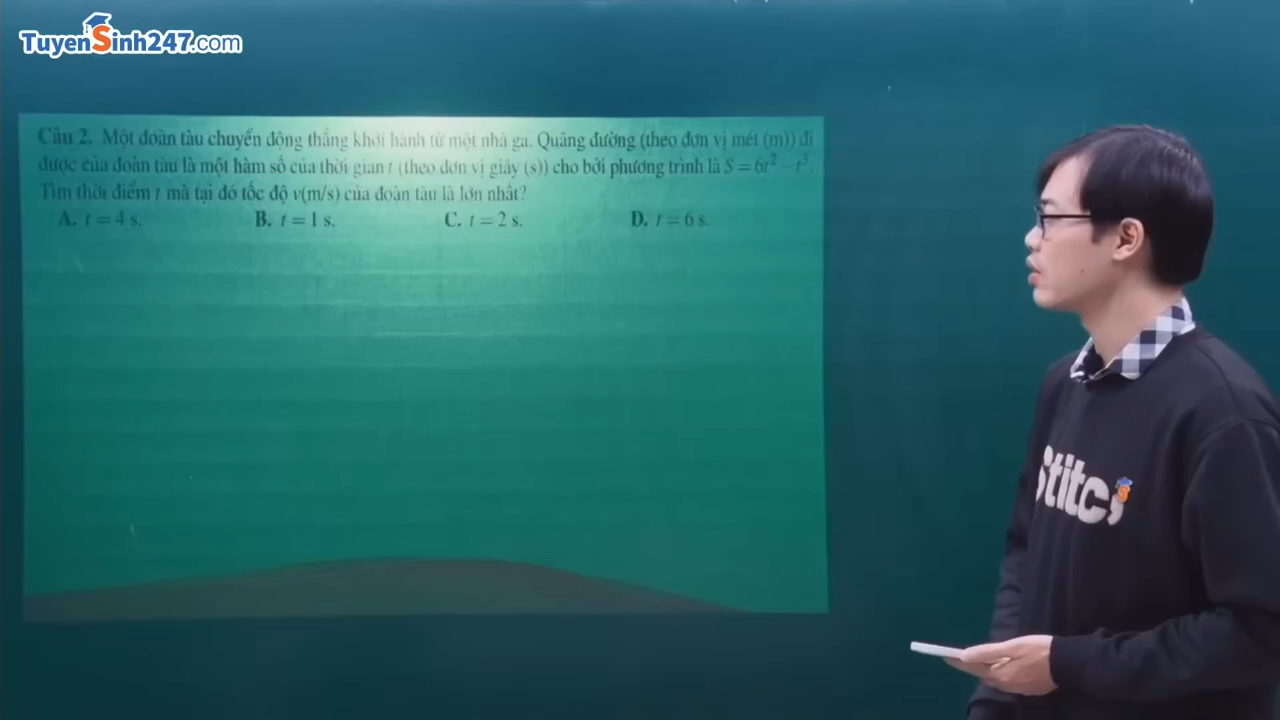 TuyenSinh247.com
Câu 2. Một đoàn tàu chuyển động thẳng khởi hành từ một nhà ga. Quãng đường (theo đơn vị mét (m)) đi
được của đoàn tàu là một hàm số của thời gian t (theo đơn vị giây (s)) cho bởi phương trình là S = 6t² − t³.
Tìm thời điểm t mà tại đó tốc độ v(m/s) của đoàn tàu là lớn nhất?
A. t = 4 s. B. t = 1 s. C. t = 2 s. D. t = 6 s.
Stitc
S